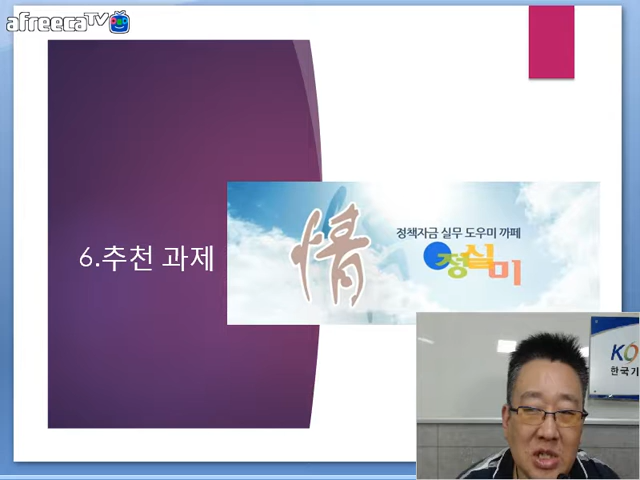 afreecaTV
6.추천 과제
情
정책자금 실무 도우미 까페
정실미
KO
한국기